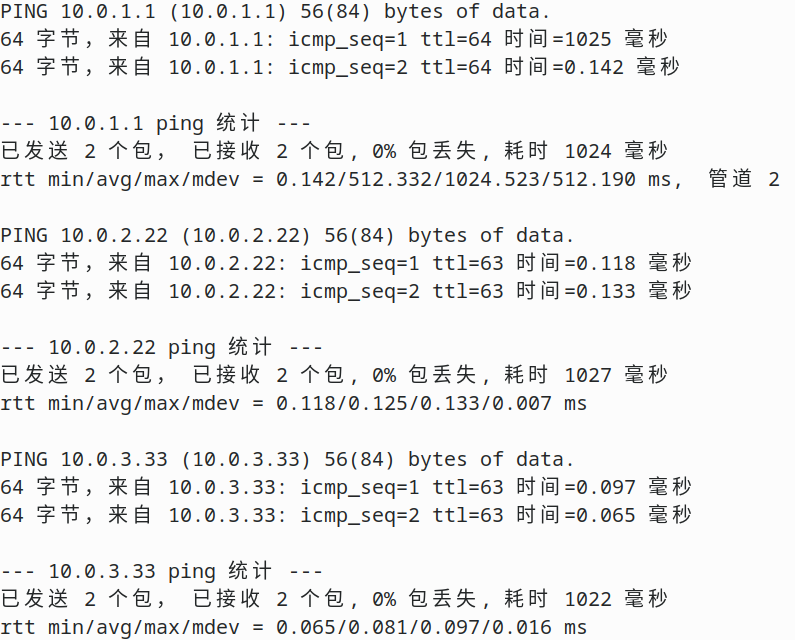 PING 10.0.1.1 (10.0.1.1) 56(84) bytes of data.
64 字节，来自 10.0.1.1: icmp_seq=1 ttl=64 时间=1025 毫秒
64 字节，来自 10.0.1.1: icmp_seq=2 ttl=64 时间=0.142 毫秒
--- 10.0.1.1 ping 统计 ---
已发送 2 个包， 已接收 2 个包, 0% 包丢失, 耗时 1024 毫秒
rtt min/avg/max/mdev = 0.142/512.332/1024.523/512.190 ms,  管道 2
PING 10.0.2.22 (10.0.2.22) 56(84) bytes of data.
64 字节，来自 10.0.2.22: icmp_seq=1 ttl=63 时间=0.118 毫秒
64 字节，来自 10.0.2.22: icmp_seq=2 ttl=63 时间=0.133 毫秒
--- 10.0.2.22 ping 统计 ---
已发送 2 个包， 已接收 2 个包, 0% 包丢失, 耗时 1027 毫秒
rtt min/avg/max/mdev = 0.118/0.125/0.133/0.007 ms
PING 10.0.3.33 (10.0.3.33) 56(84) bytes of data.
64 字节，来自 10.0.3.33: icmp_seq=1 ttl=63 时间=0.097 毫秒
64 字节，来自 10.0.3.33: icmp_seq=2 ttl=63 时间=0.065 毫秒
--- 10.0.3.33 ping 统计 ---
已发送 2 个包， 已接收 2 个包, 0% 包丢失, 耗时 1022 毫秒
rtt min/avg/max/mdev = 0.065/0.081/0.097/0.016 ms